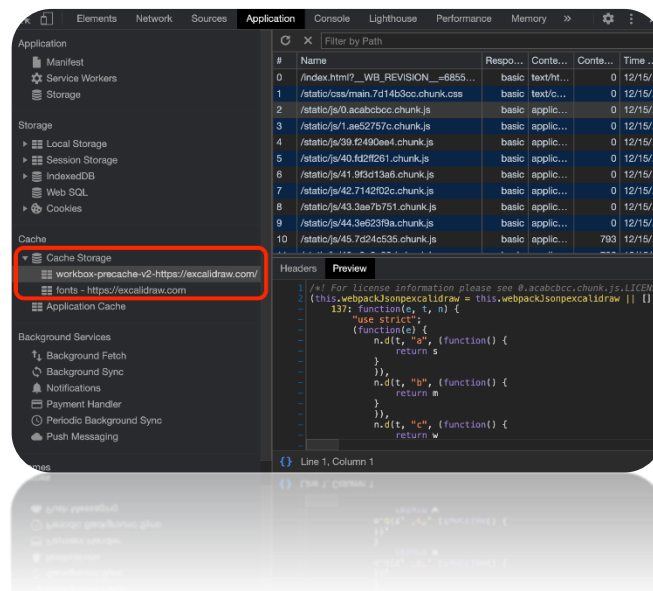 Elements Network Sources Application Console Lighthouse Performance Memory »
Application
Manifest
Service Workers
Storage
Storage
Local Storage
Session Storage
IndexedDB
Web SQL
Cookies
Cache
Cache Storage
workbox-precache-v2-https://excalidraw.com/
fonts - https://excalidraw.com
Application Cache
Background Services
Background Fetch
Background Sync
Notifications
Payment Handler
Periodic Background Sync
Push Messaging
Filter by Path
# Name Respo... Conte... Conte... Time ...
0 /index.html?__WB_REVISION__=6855... basic text/ht... 0 12/15/
1 /static/css/main.7d14b3cc.chunk.css basic text/c... 0 12/15/
2 /static/js/0.acabcbcc.chunk.js basic applic... 0 12/15/
3 /static/js/1.ae52757c.chunk.js basic applic... 0 12/15/
4 /static/js/39.f2490ee4.chunk.js basic applic... 0 12/15/
5 /static/js/40.fd2ff261.chunk.js basic applic... 0 12/15/
6 /static/js/41.9f3d13a6.chunk.js basic applic... 0 12/15/
7 /static/js/42.7142f02c.chunk.js basic applic... 0 12/15/
8 /static/js/43.3ae7b751.chunk.js basic applic... 0 12/15/
9 /static/js/44.3e623f9a.chunk.js basic applic... 0 12/15/
10 /static/js/45.7d24c535.chunk.js basic applic... 793 12/15/
Headers Preview
1 /*! For license information please see 0.acabcbcc.chunk.js.LICEN
2 (this.webpackJsonpexcalidraw = this.webpackJsonpexcalidraw || []
- 137: function(e, t, n) {
- "use strict";
- (function(e) {
- n.d(t, "a", (function() {
- return s
- }
- )),
- n.d(t, "b", (function() {
- return m
- }
- )),
- n.d(t, "c", (function() {
- return w
{} Line 1, Column 1